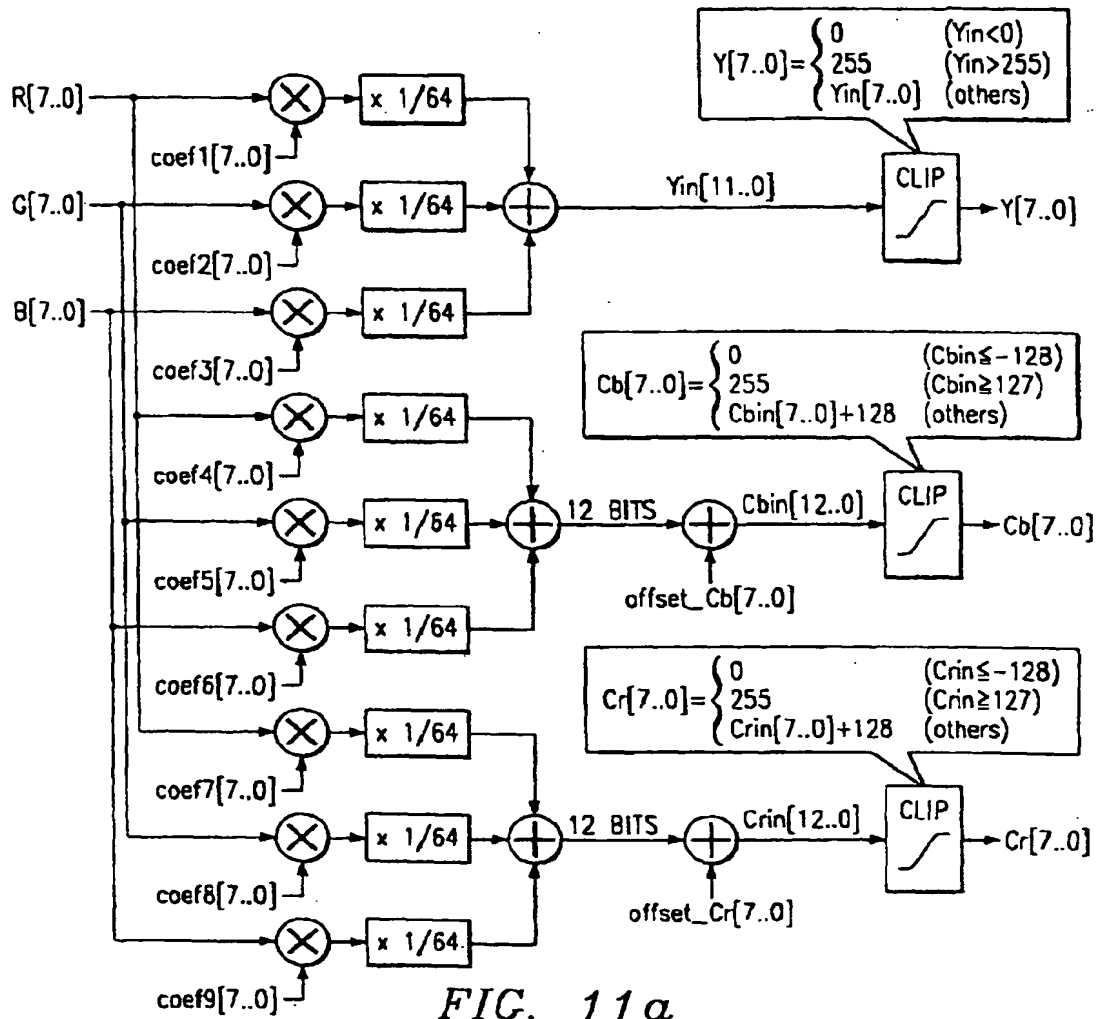 Y[7..0]= { 0 (Yin<0)
255 (Yin>255)
Yin[7..0] (others)
R[7..0]
× 1/64
coef1[7..0]
CLIP
G[7..0]
× 1/64
Yin[11..0]
Y[7..0]
coef2[7..0]
B[7..0]
× 1/64
coef3[7..0]
Cb[7..0]= { 0 (Cbin≦-128)
255 (Cbin≧127)
Cbin[7..0]+128 (others)
× 1/64
coef4[7..0]
CLIP
× 1/64
12 BITS
Cbin[12..0]
Cb[7..0]
coef5[7..0]
offset_Cb[7..0]
× 1/64
coef6[7..0]
Cr[7..0]= { 0 (Crin≦-128)
255 (Crin≧127)
Crin[7..0]+128 (others)
× 1/64
coef7[7..0]
CLIP
× 1/64
12 BITS
Crin[12..0]
Cr[7..0]
coef8[7..0]
offset_Cr[7..0]
× 1/64
coef9[7..0]
FIG. 11a